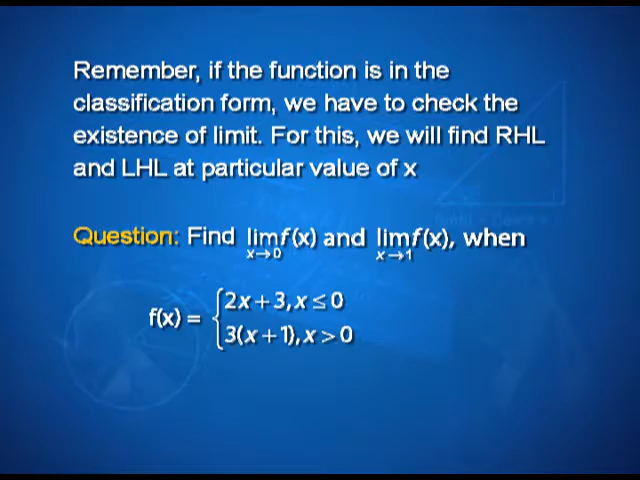 Remember, if the function is in the
classification form, we have to check the
existence of limit. For this, we will find RHL
and LHL at particular value of x
Question: Find lim f(x) and lim f(x), when
x→0 x→1
f(x) = { 2x + 3, x ≤ 0
3(x + 1), x > 0